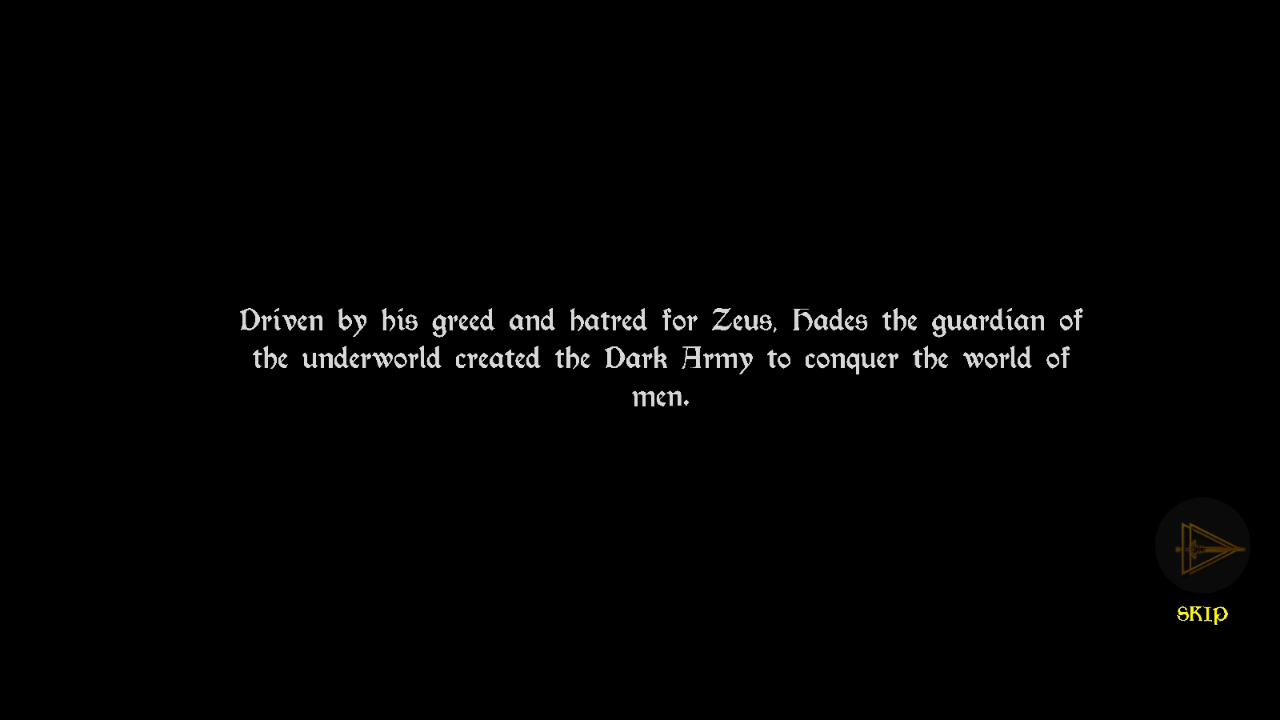 Driven by his greed and hatred for Zeus, Hades the guardian of
the underworld created the Dark Army to conquer the world of
men.
SKIP